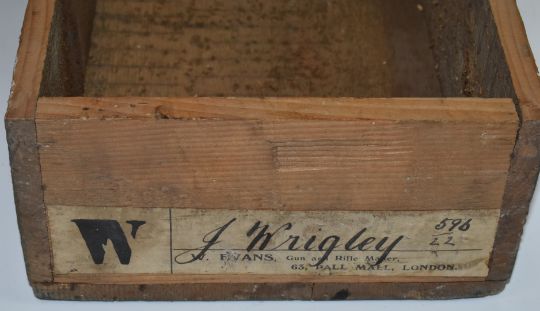 W
J Wrigley 596
22
W. EVANS, Gun and Rifle Maker,
63, PALL MALL, LONDON.